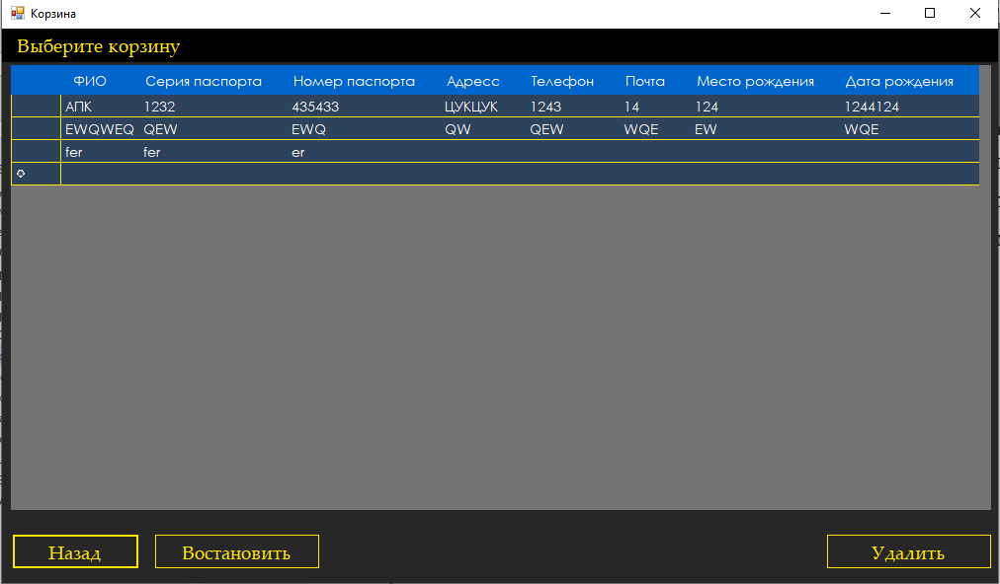 Корзина
Выберите корзину
ФИО Серия паспорта Номер паспорта Адресс Телефон Почта Место рождения Дата рождения
АПК 1232 435433 ЦУКЦУК 1243 14 124 1244124
EWQWEQ QEW EWQ QW QEW WQE EW WQE
fer fer er
Назад Востановить Удалить